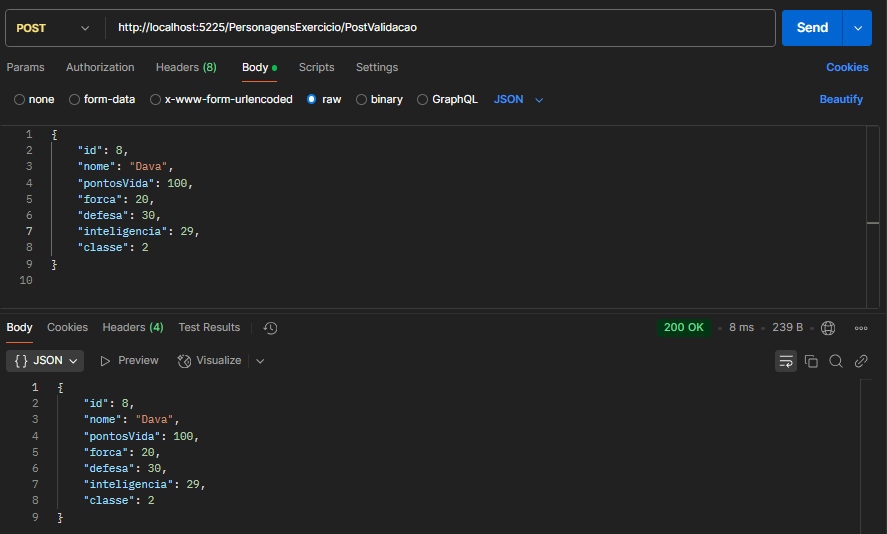 POST http://localhost:5225/PersonagensExercicio/PostValidacao Send
Params Authorization Headers (8) Body Scripts Settings Cookies
none form-data x-www-form-urlencoded raw binary GraphQL JSON Beautify
1 {
2 "id": 8,
3 "nome": "Dava",
4 "pontosVida": 100,
5 "forca": 20,
6 "defesa": 30,
7 "inteligencia": 29,
8 "classe": 2
9 }
10
Body Cookies Headers (4) Test Results 200 OK 8 ms 239 B
{ } JSON Preview Visualize
1 {
2 "id": 8,
3 "nome": "Dava",
4 "pontosVida": 100,
5 "forca": 20,
6 "defesa": 30,
7 "inteligencia": 29,
8 "classe": 2
9 }